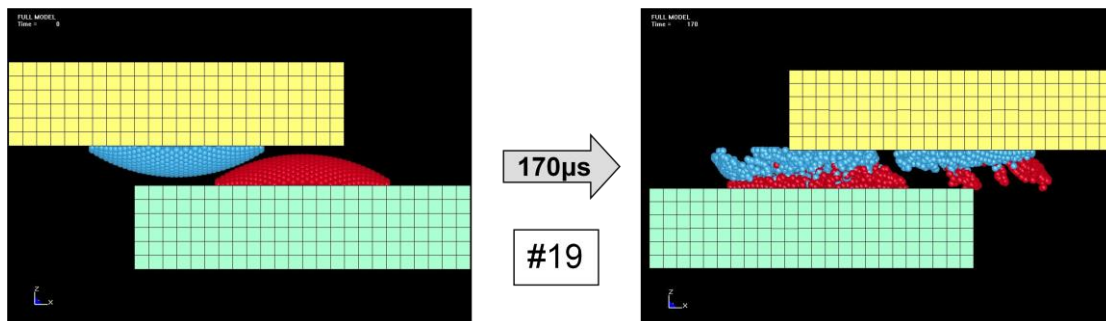 FULL MODEL
Time = 0
Z
X
170µs
#19
FULL MODEL
Time = 170
Z
X